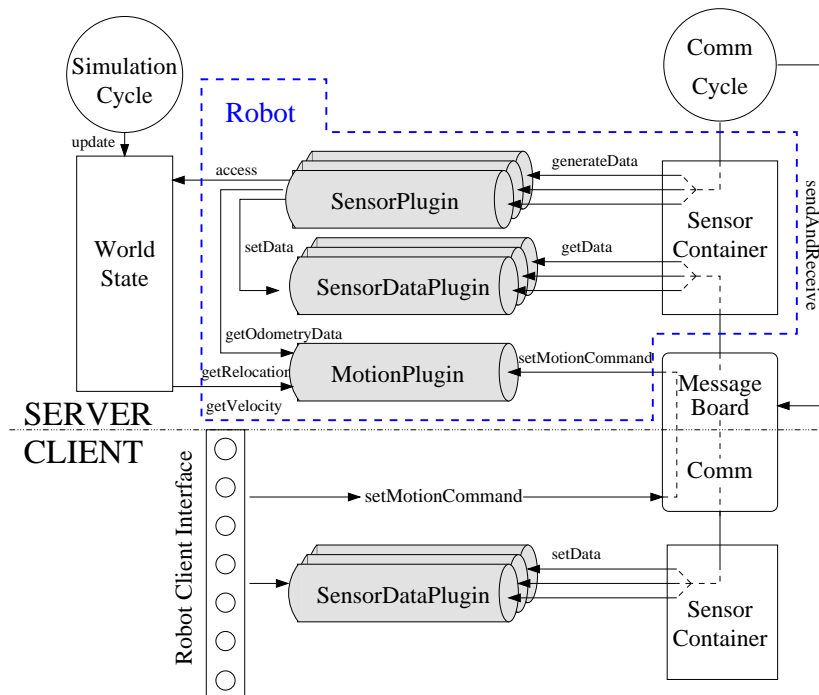 Simulation
Cycle
Comm
Cycle
update
Robot
access
generateData
SensorPlugin
World
State
setData
Sensor
Container
sendAndReceive
getData
SensorDataPlugin
getOdometryData
MotionPlugin
setMotionCommand
getRelocation
getVelocity
Message
Board
SERVER
CLIENT
Comm
Robot Client Interface
setMotionCommand
setData
SensorDataPlugin
Sensor
Container